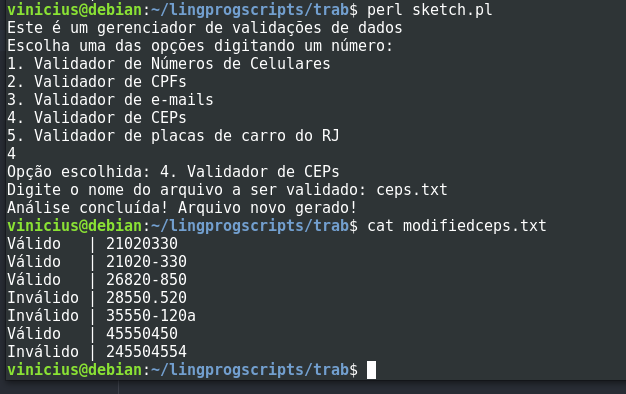 vinicius@debian:~/lingprogscripts/trab$ perl sketch.pl
Este é um gerenciador de validações de dados
Escolha uma das opções digitando um número:
1. Validador de Números de Celulares
2. Validador de CPFs
3. Validador de e-mails
4. Validador de CEPs
5. Validador de placas de carro do RJ
4
Opção escolhida: 4. Validador de CEPs
Digite o nome do arquivo a ser validado: ceps.txt
Análise concluída! Arquivo novo gerado!
vinicius@debian:~/lingprogscripts/trab$ cat modifiedceps.txt
Válido   | 21020330
Válido   | 21020-330
Válido   | 26820-850
Inválido | 28550.520
Inválido | 35550-120a
Válido   | 45550450
Inválido | 245504554
vinicius@debian:~/lingprogscripts/trab$